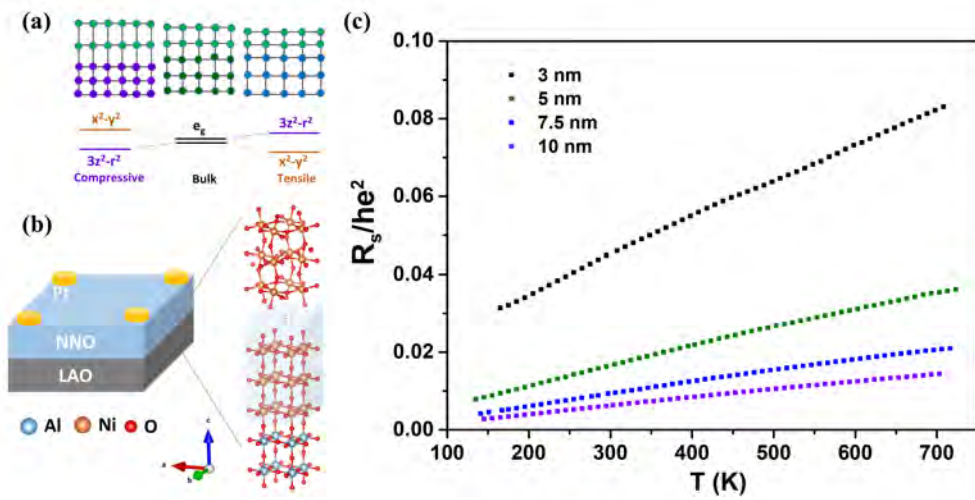 (a)
x²-y²
3z²-r²
Compressive
e_g
Bulk
3z²-r²
x²-y²
Tensile
(b)
Pt
NNO
LAO
Al
Ni
O
a
b
c
(c)
R_s/he²
0.10
0.08
0.06
0.04
0.02
0.00
3 nm
5 nm
7.5 nm
10 nm
100
200
300
400
500
600
700
T (K)